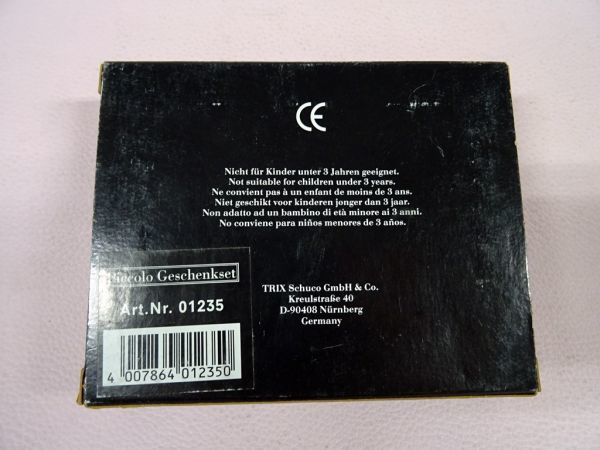 CE
Nicht für Kinder unter 3 Jahren geeignet.
Not suitable for children under 3 years.
Ne convient pas à un enfant de moins de 3 ans.
Niet geschikt voor kinderen jonger dan 3 jaar.
Non adatto ad un bambino di età minore ai 3 anni.
No conviene para niños menores de 3 años.
Piccolo Geschenkset
Art.Nr. 01235
4 007864 012350
TRIX Schuco GmbH & Co.
Kreulstraße 40
D-90408 Nürnberg
Germany